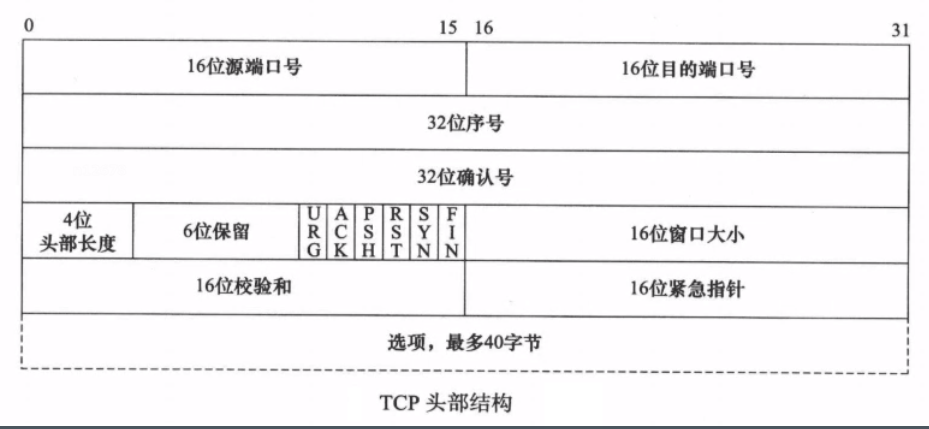 0 15 16 31
16位源端口号 16位目的端口号
32位序号
32位确认号
4位
头部长度
6位保留
URG
ACK
PSH
RST
SYN
FIN
16位窗口大小
16位校验和 16位紧急指针
选项，最多40字节
TCP 头部结构